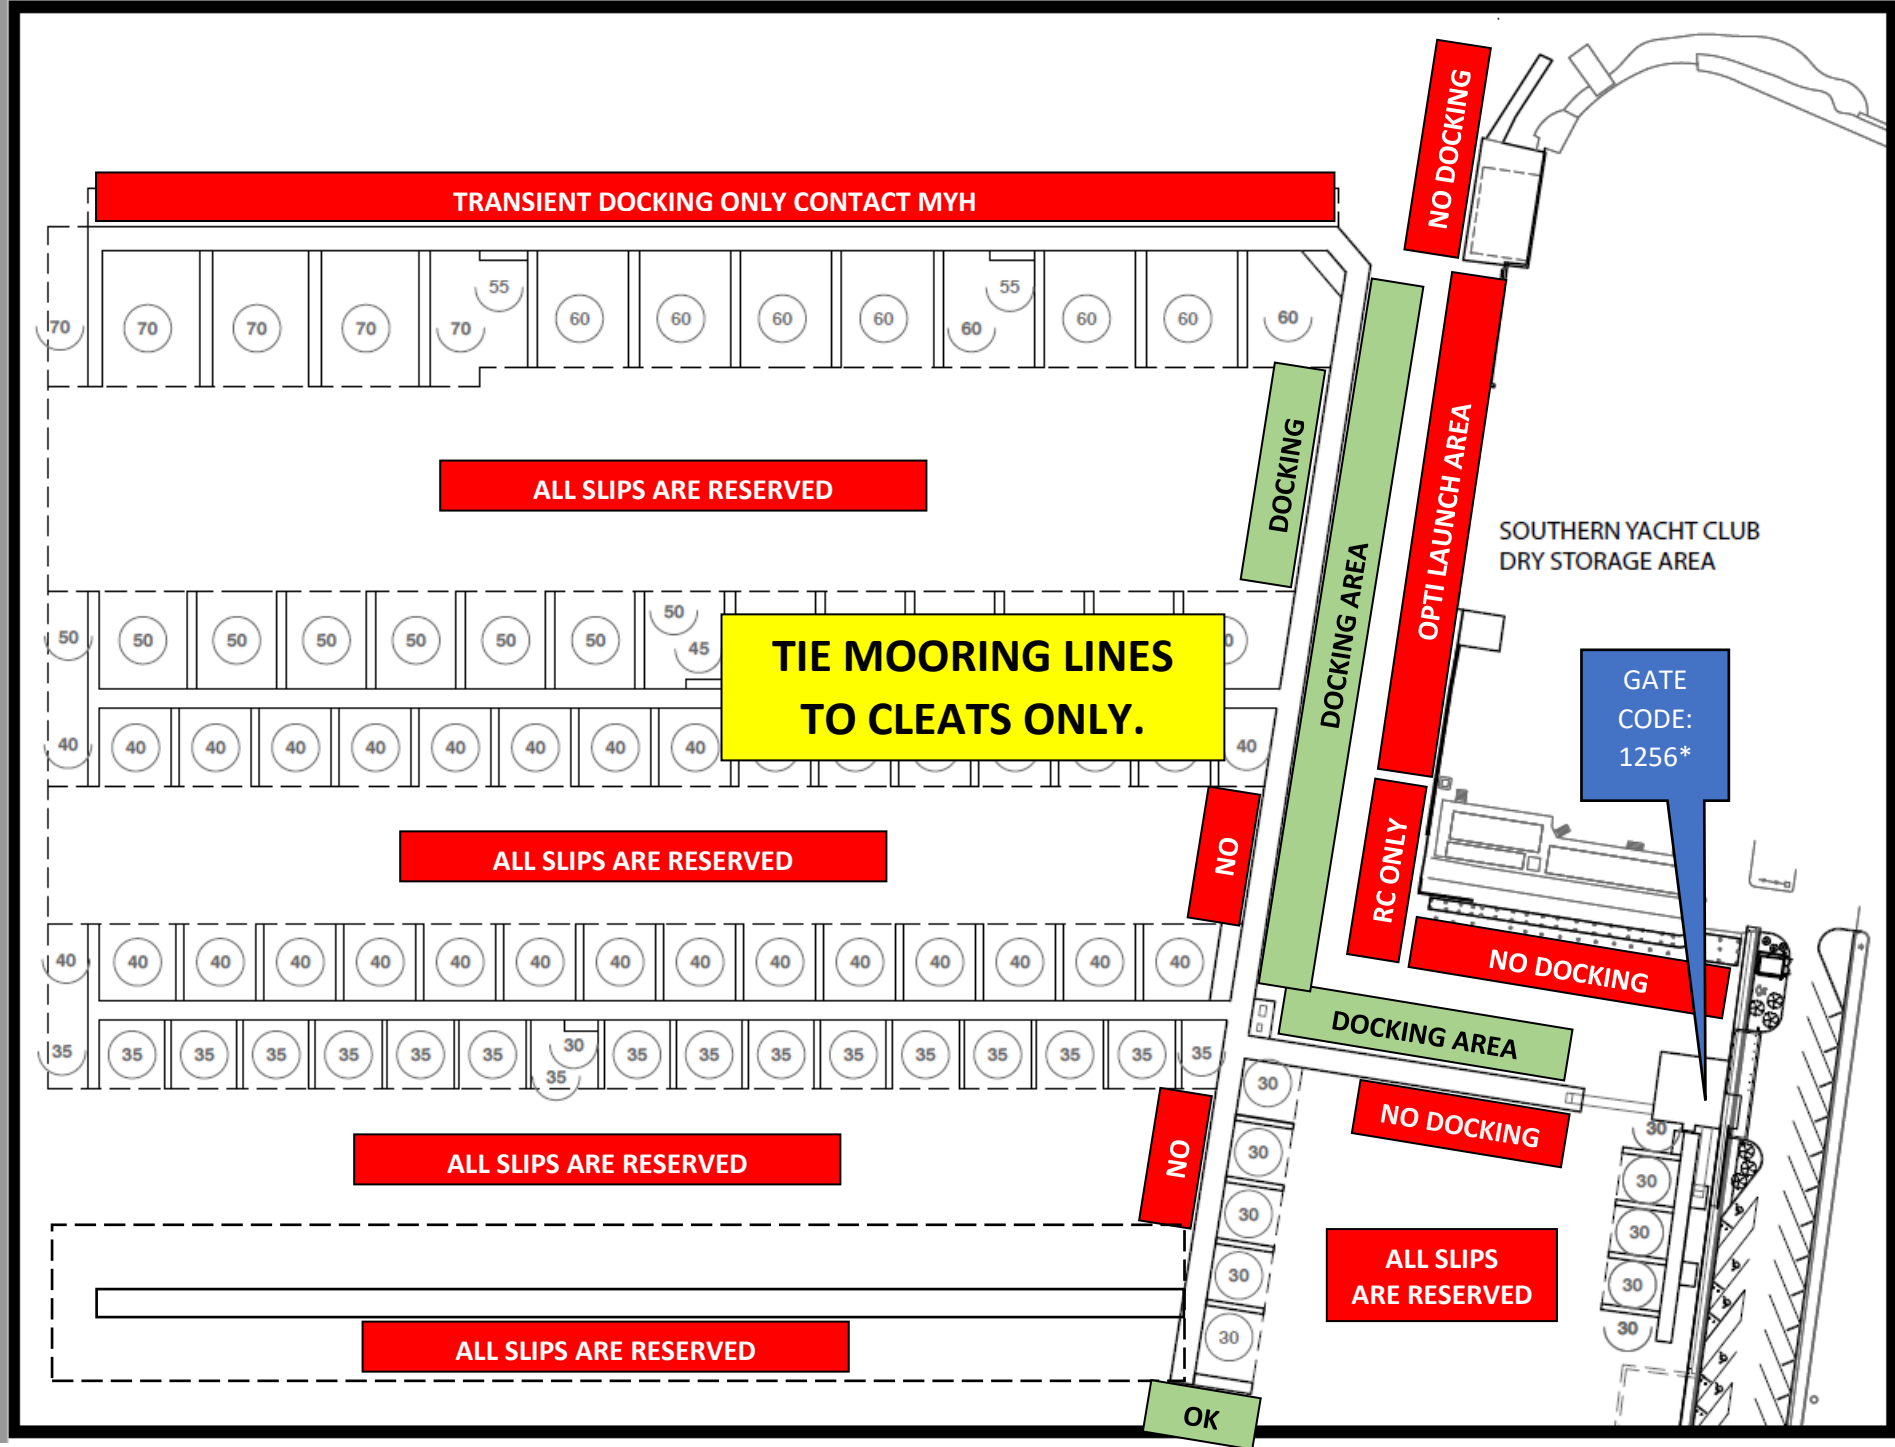 NO DOCKING
TRANSIENT DOCKING ONLY CONTACT MYH
55 55
70 70 70 70 70 60 60 60 60 60 60 60 60
DOCKING
DOCKING AREA
OPTI LAUNCH AREA
ALL SLIPS ARE RESERVED
SOUTHERN YACHT CLUB
DRY STORAGE AREA
50
50 50 50 50 50 50 50
45
TIE MOORING LINES
TO CLEATS ONLY.
GATE
CODE:
1256*
40 40 40 40 40 40 40 40 40 40
NO
RC ONLY
ALL SLIPS ARE RESERVED
NO DOCKING
40 40 40 40 40 40 40 40 40 40 40 40 40 40 40
DOCKING AREA
30
35 35 35 35 35 35 35 35 35 35 35 35 35 35 35 35
35
30
NO DOCKING
30
NO
30 30
ALL SLIPS ARE RESERVED
30 30
ALL SLIPS
ARE RESERVED
30 30
30 30
ALL SLIPS ARE RESERVED
OK